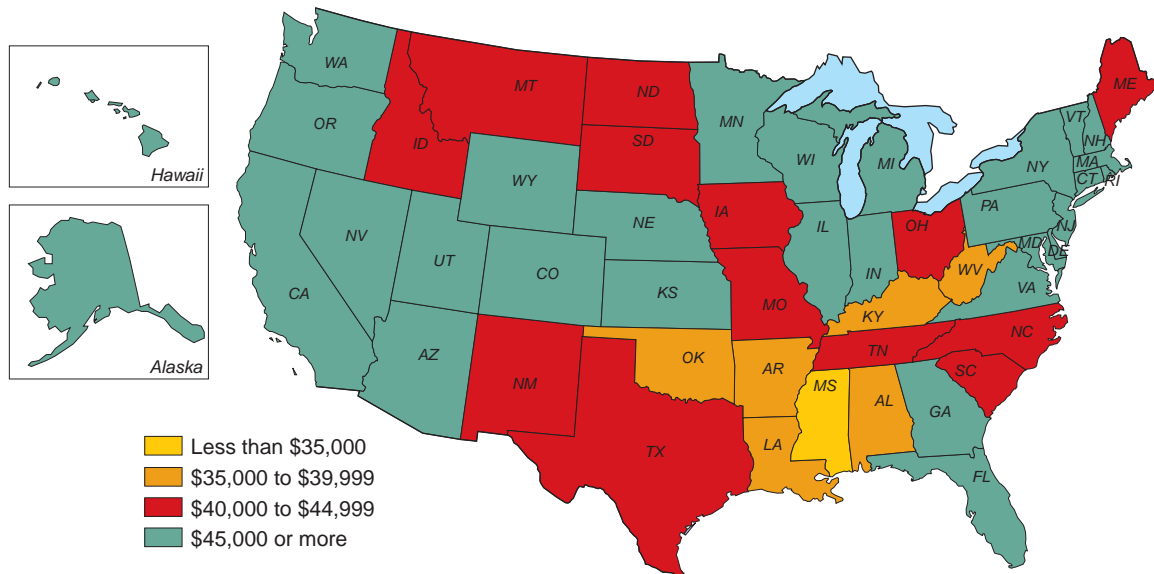 WA
MT
ND
ME
OR
ID
SD
MN
WI
MI
VT
NH
NY
MA
CT
RI
Hawaii
WY
NE
IA
IL
IN
OH
PA
NJ
MD
DE
NV
UT
CO
KS
MO
KY
WV
VA
CA
AZ
NM
OK
AR
TN
NC
SC
MS
AL
GA
Alaska
TX
LA
FL
Less than $35,000
$35,000 to $39,999
$40,000 to $44,999
$45,000 or more